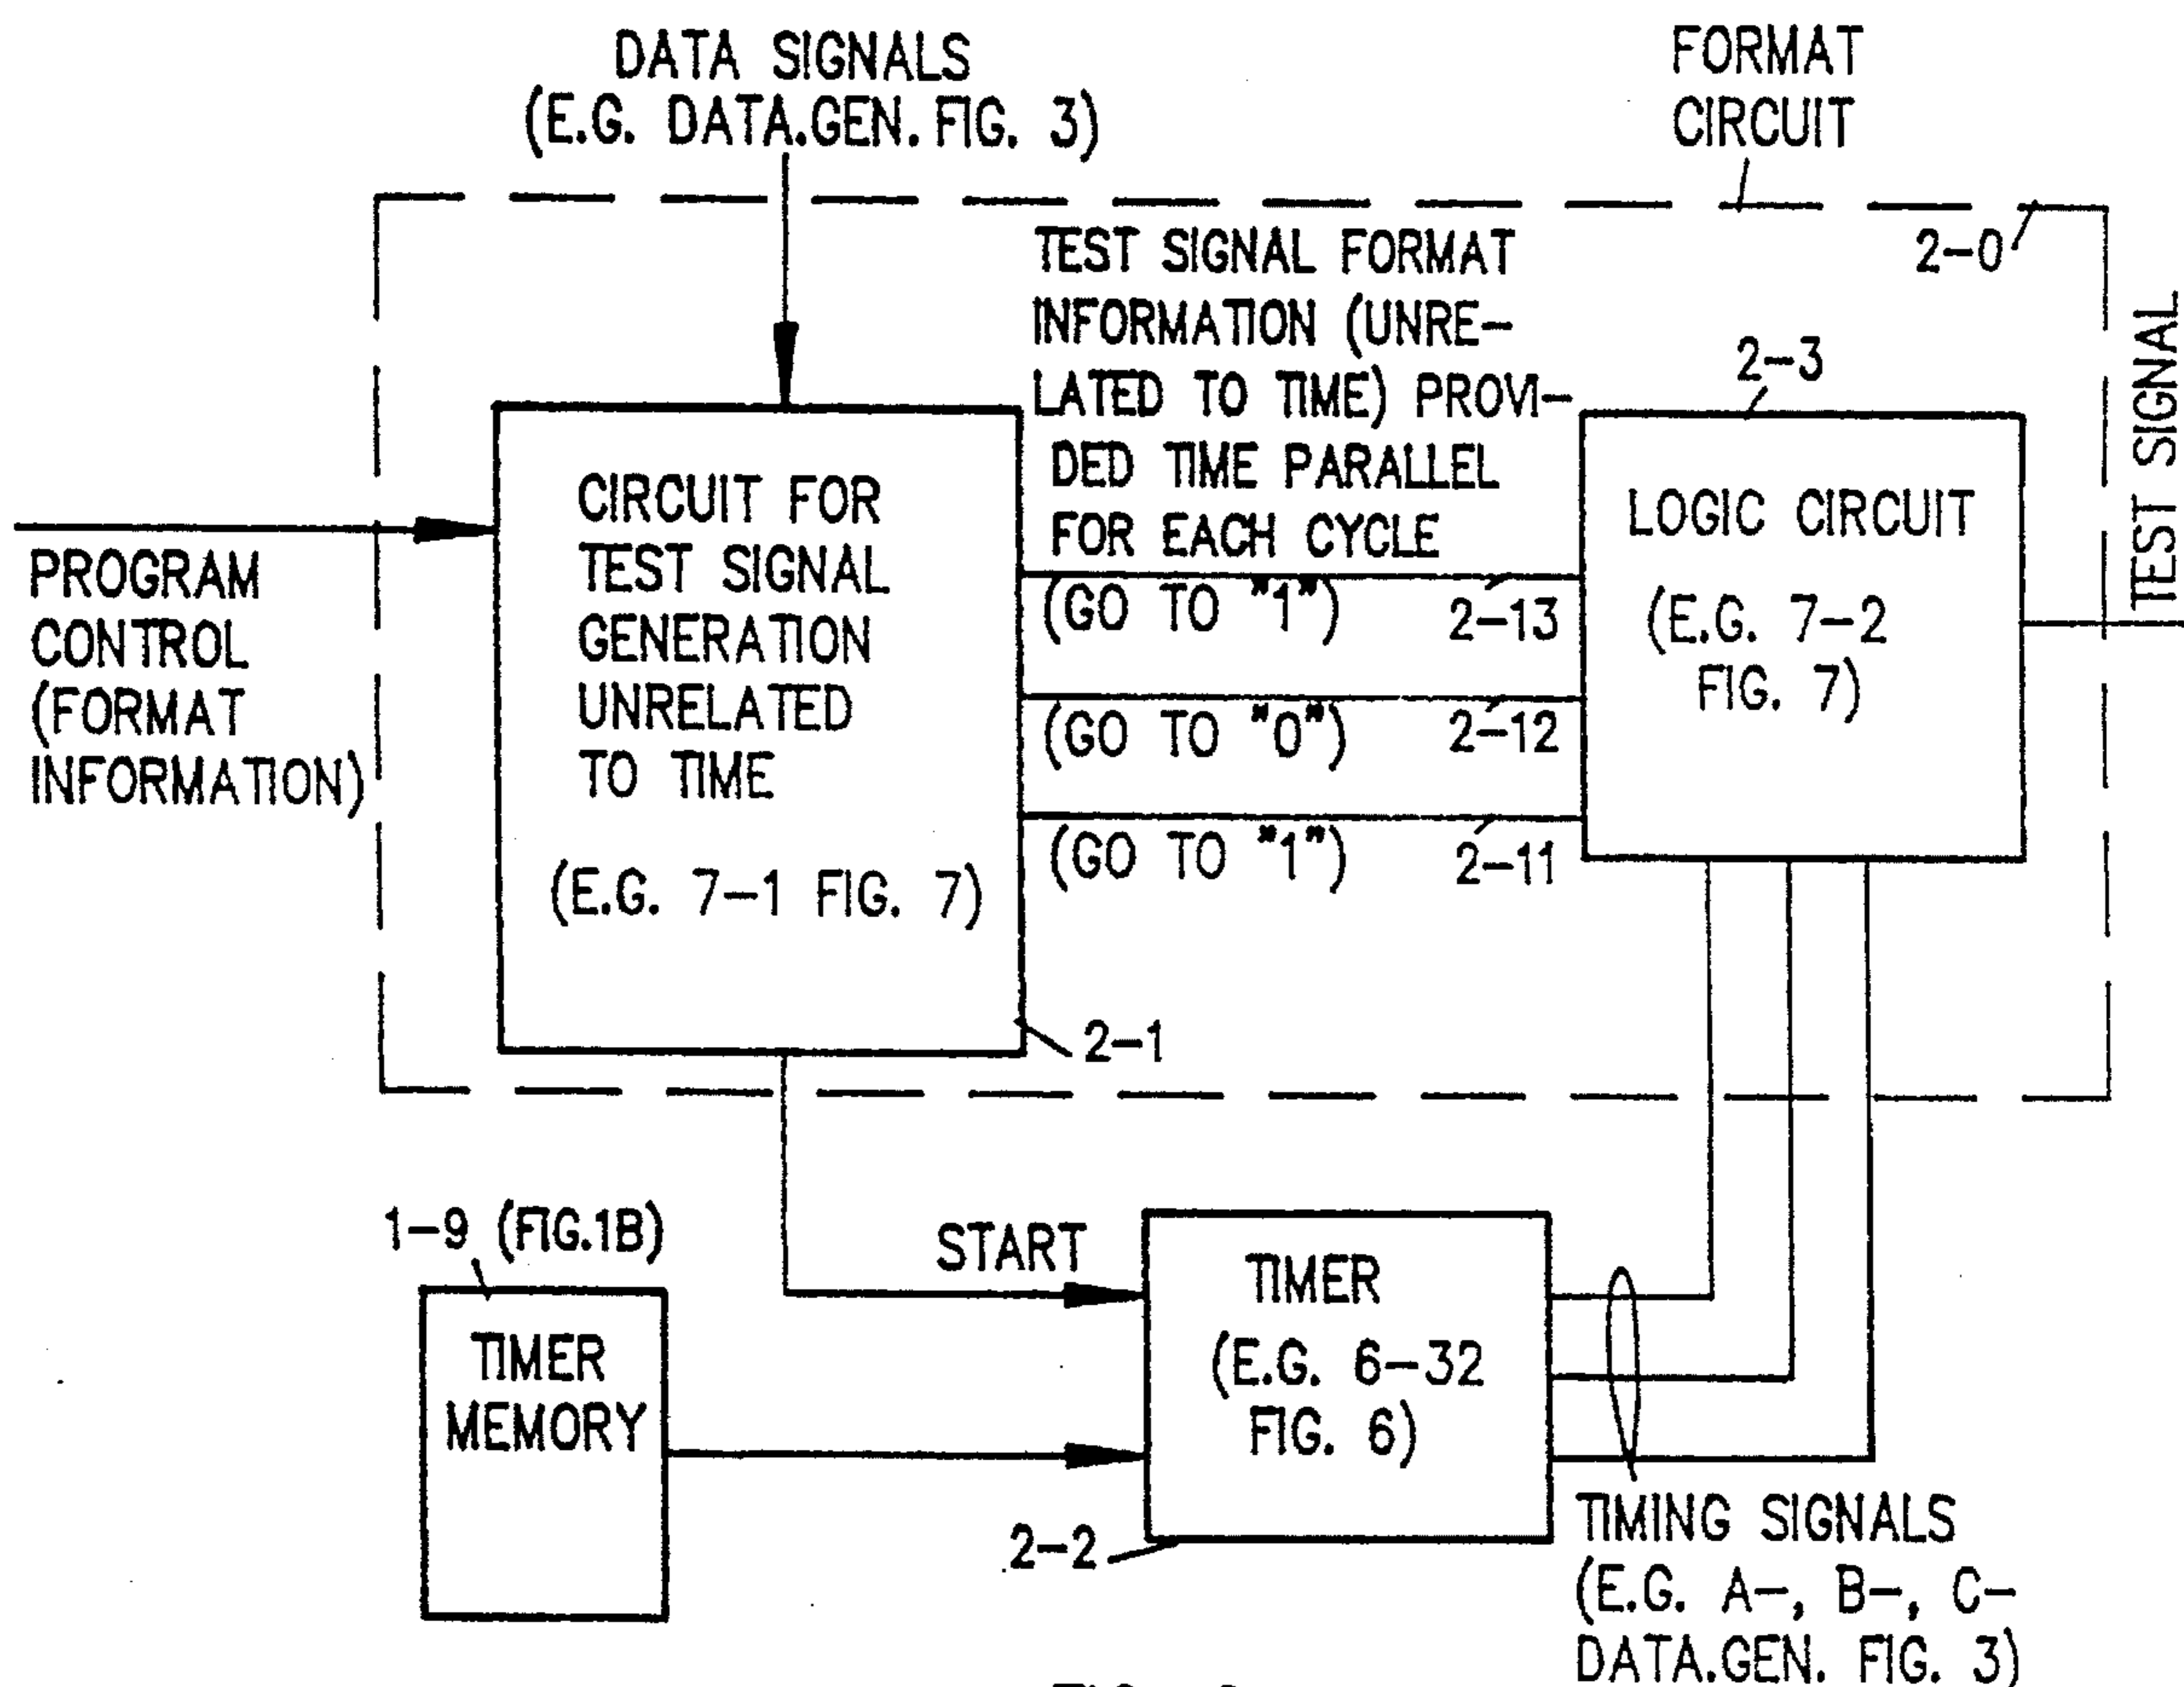 DATA SIGNALS
(E.G. DATA.GEN. FIG. 3)
FORMAT
CIRCUIT
2-0
TEST SIGNAL FORMAT
INFORMATION (UNRE-
LATED TO TIME) PROVI-
DED TIME PARALLEL
FOR EACH CYCLE
PROGRAM
CONTROL
(FORMAT
INFORMATION)
CIRCUIT FOR
TEST SIGNAL
GENERATION
UNRELATED
TO TIME
(E.G. 7-1 FIG. 7)
2-1
(GO TO "1")
2-13
(GO TO "0")
2-12
(GO TO "1")
2-11
2-3
LOGIC CIRCUIT
(E.G. 7-2
FIG. 7)
TEST SIGNAL
1-9 (FIG.1B)
TIMER
MEMORY
START
TIMER
(E.G. 6-32
FIG. 6)
2-2
TIMING SIGNALS
(E.G. A-, B-, C-
DATA.GEN. FIG. 3)